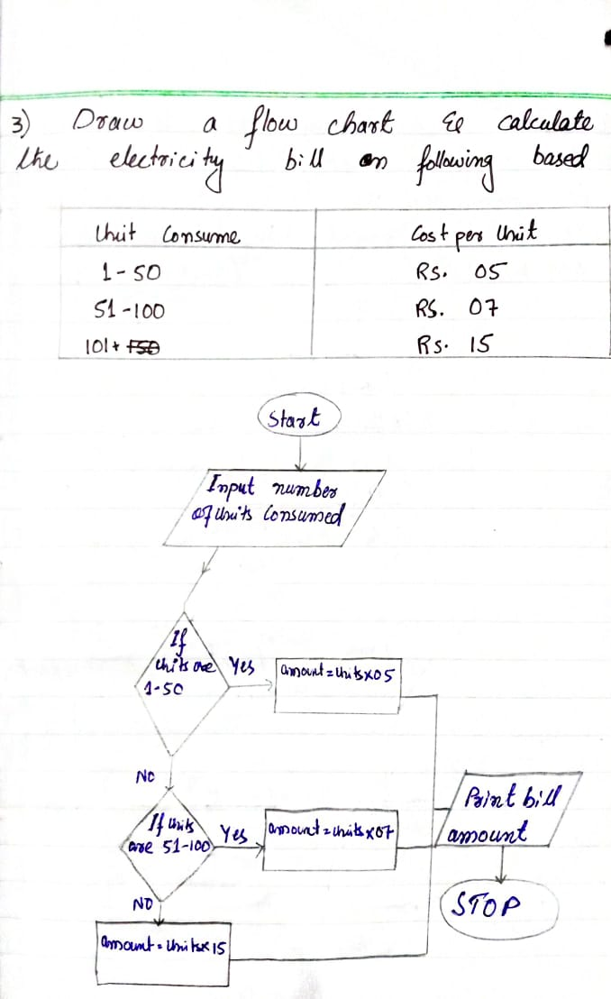 3) Draw a flow chart to calculate
the electricity bill on following based
Unit Consume Cost per Unit
1-50 Rs. 05
51-100 RS. 07
101+ Rs. 15
Start
Input number
of units Consumed
If
Units are Yes
1-50
amount=Units×05
NO
If Units Yes
are 51-100
amount=Units×07
Print bill
amount
NO
STOP
amount=Units×15